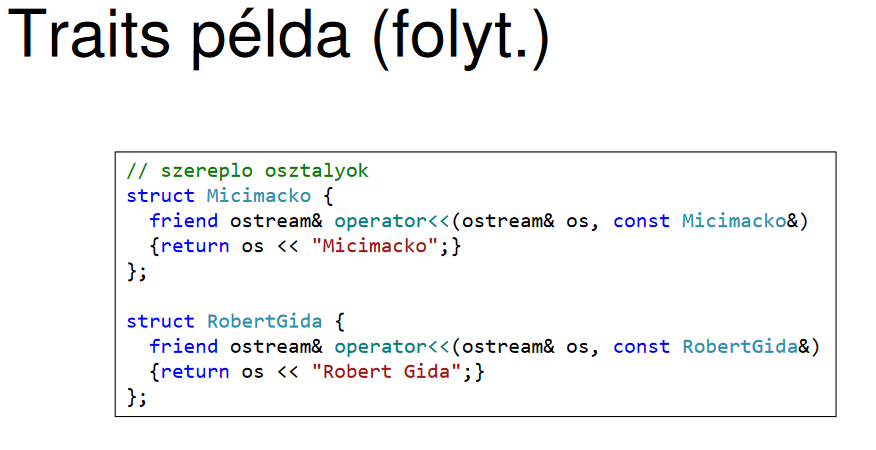 Traits példa (folyt.)
// szereplo osztalyok
struct Micimacko {
  friend ostream& operator<<(ostream& os, const Micimacko&)
  {return os << "Micimacko";}
};

struct RobertGida {
  friend ostream& operator<<(ostream& os, const RobertGida&)
  {return os << "Robert Gida";}
};